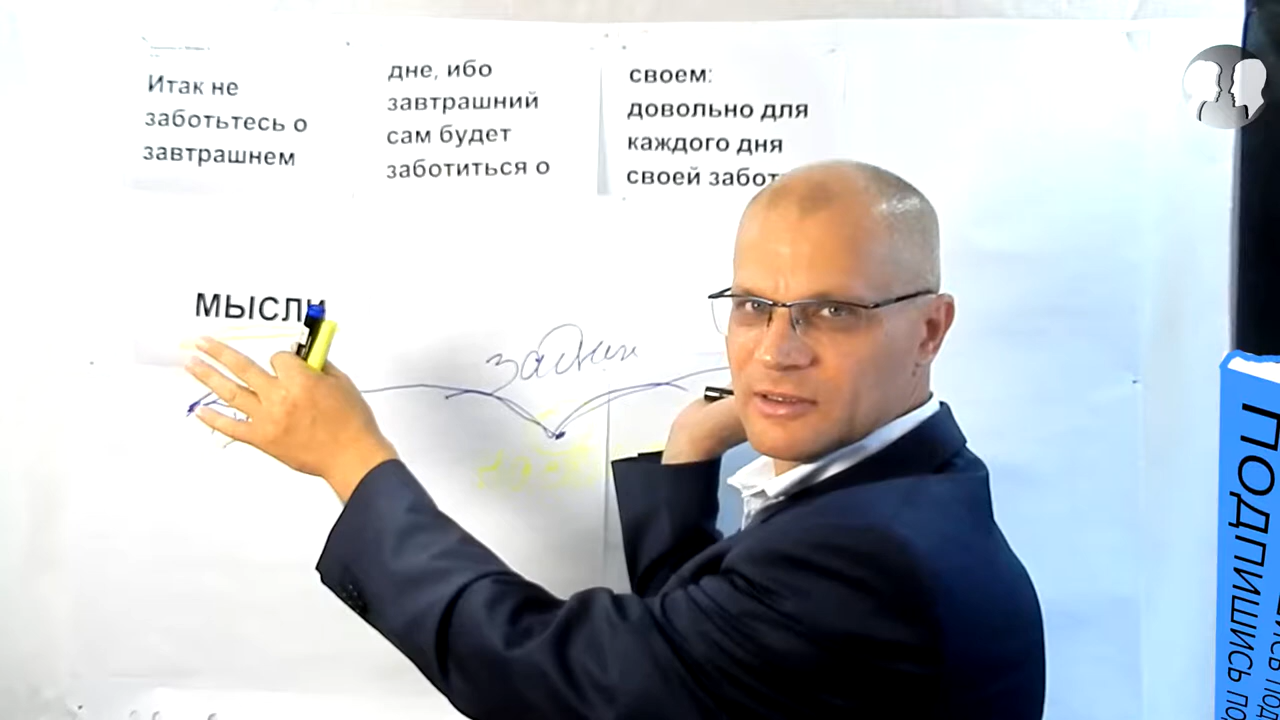 Итак не
заботьтесь о
завтрашнем
дне, ибо
завтрашний
сам будет
заботиться о
своем:
довольно для
каждого дня
своей забот
МЫСЛИ
ПОДПИШИСЬ